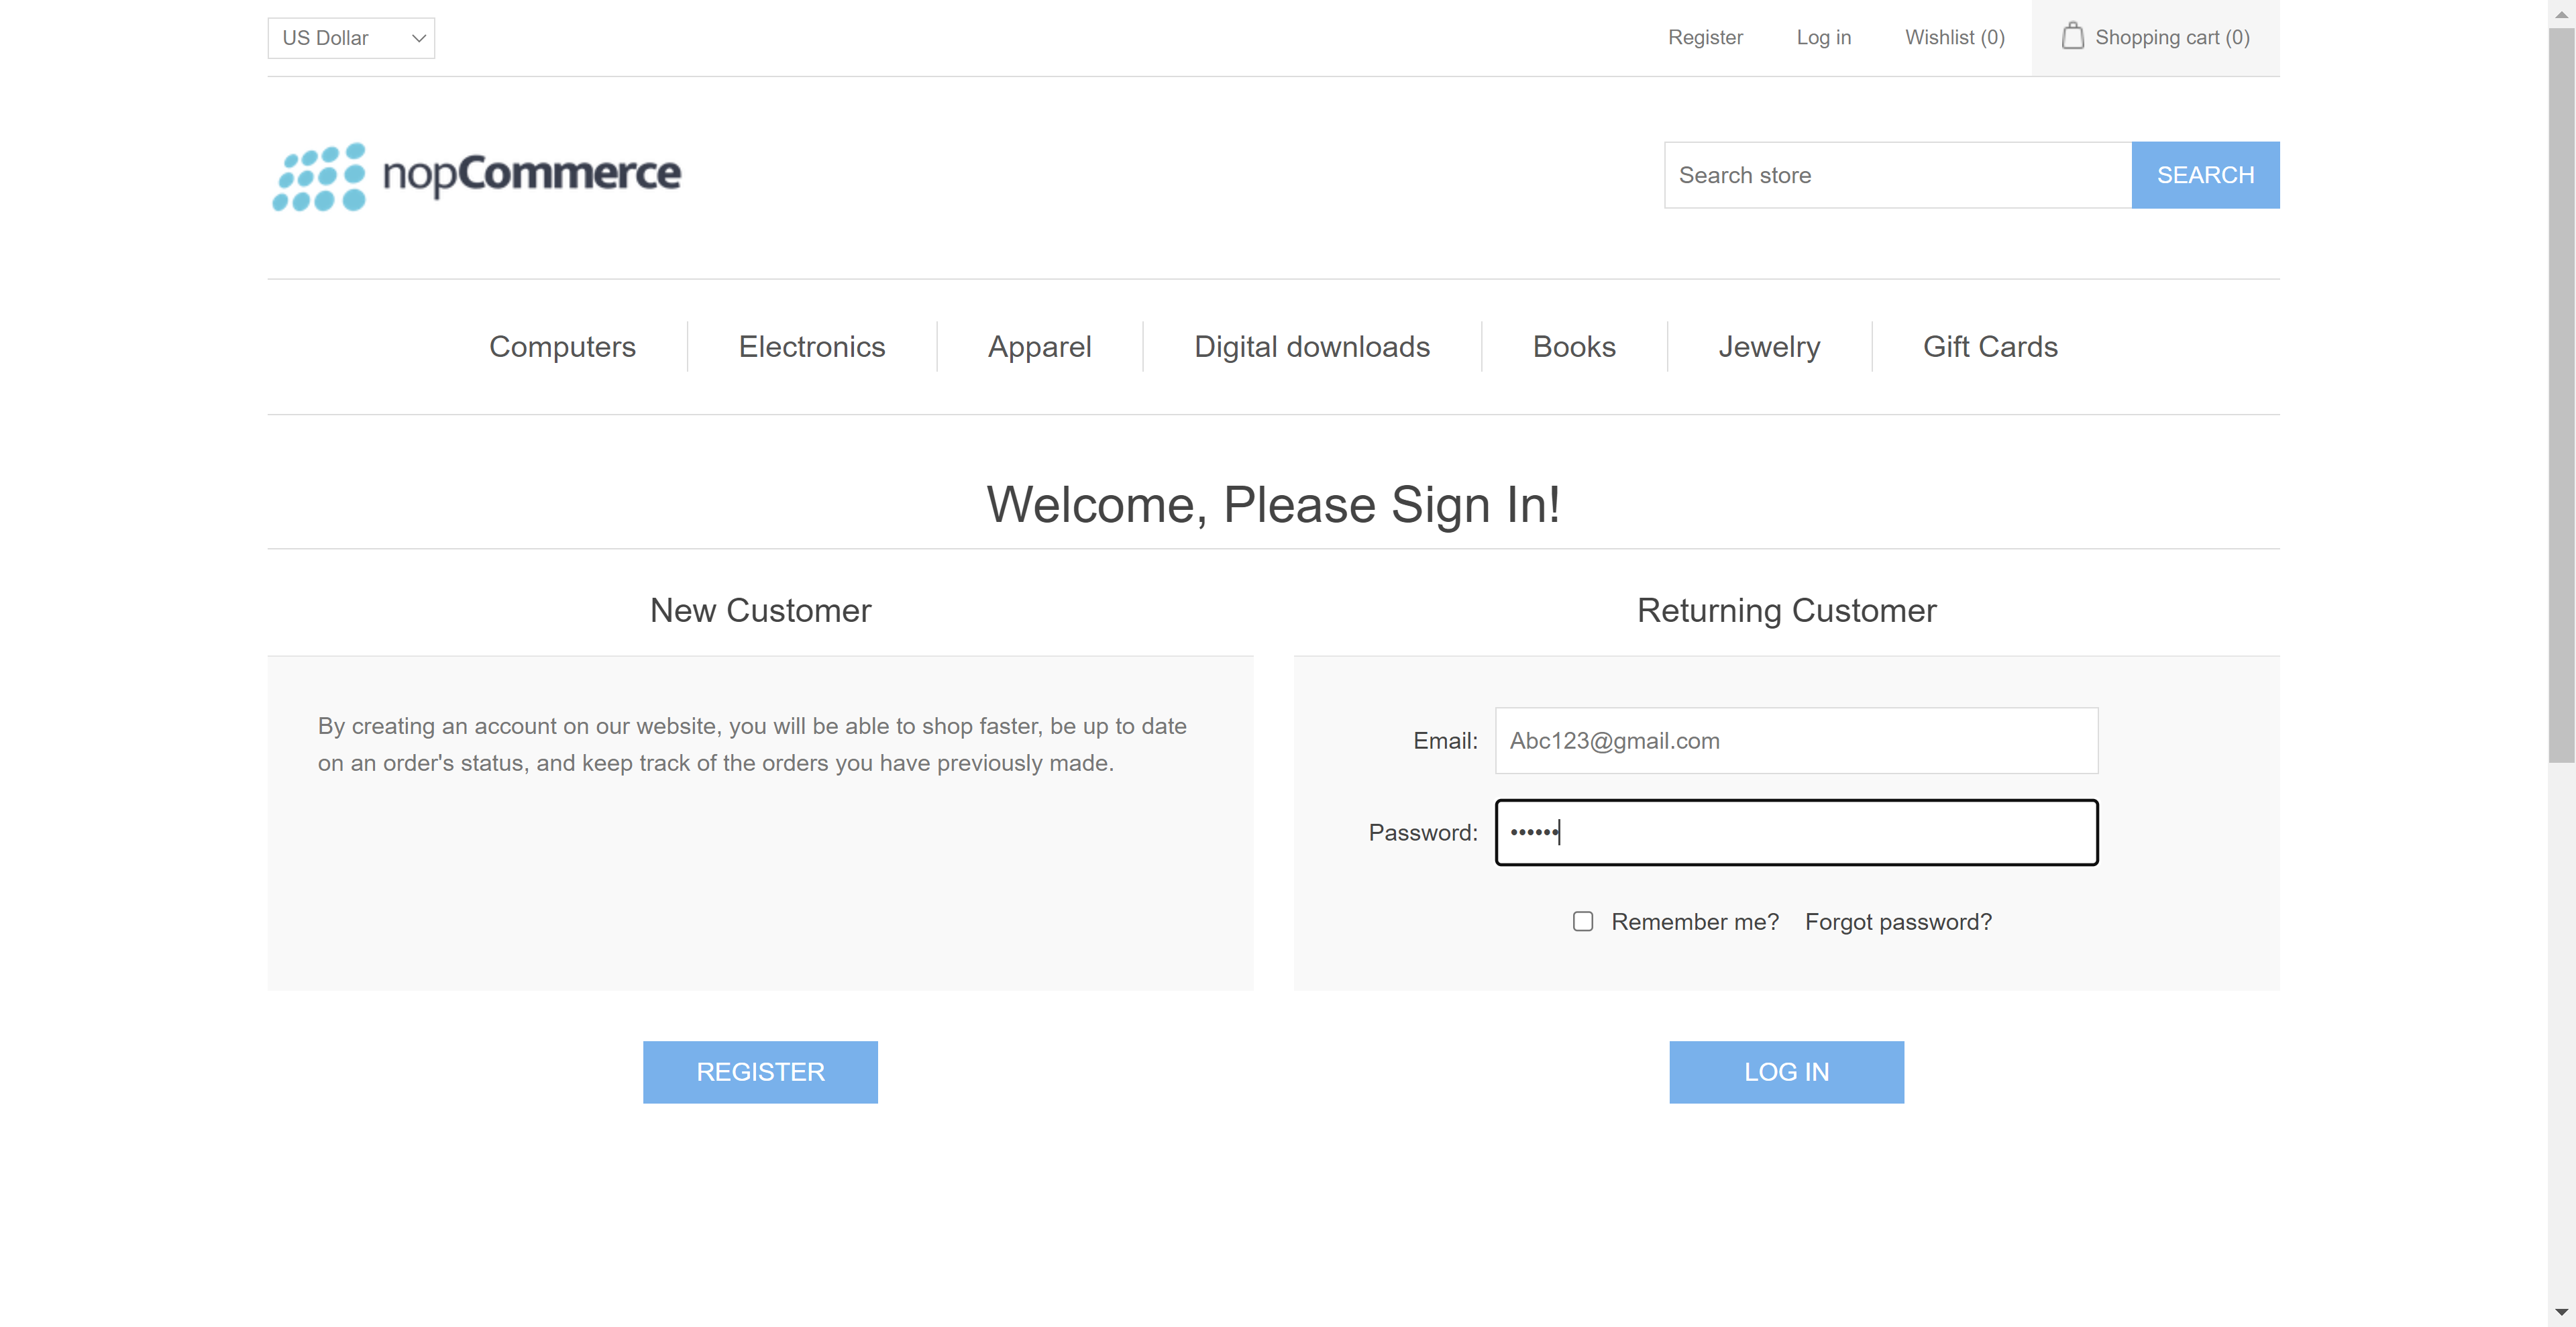 US Dollar
Register
Log in
Wishlist (0)
Shopping cart (0)
nopCommerce
Search store
SEARCH
Computers
Electronics
Apparel
Digital downloads
Books
Jewelry
Gift Cards
Welcome, Please Sign In!
New Customer
By creating an account on our website, you will be able to shop faster, be up to date
on an order's status, and keep track of the orders you have previously made.
REGISTER
Returning Customer
Email:
Abc123@gmail.com
Password:
••••••
Remember me?
Forgot password?
LOG IN